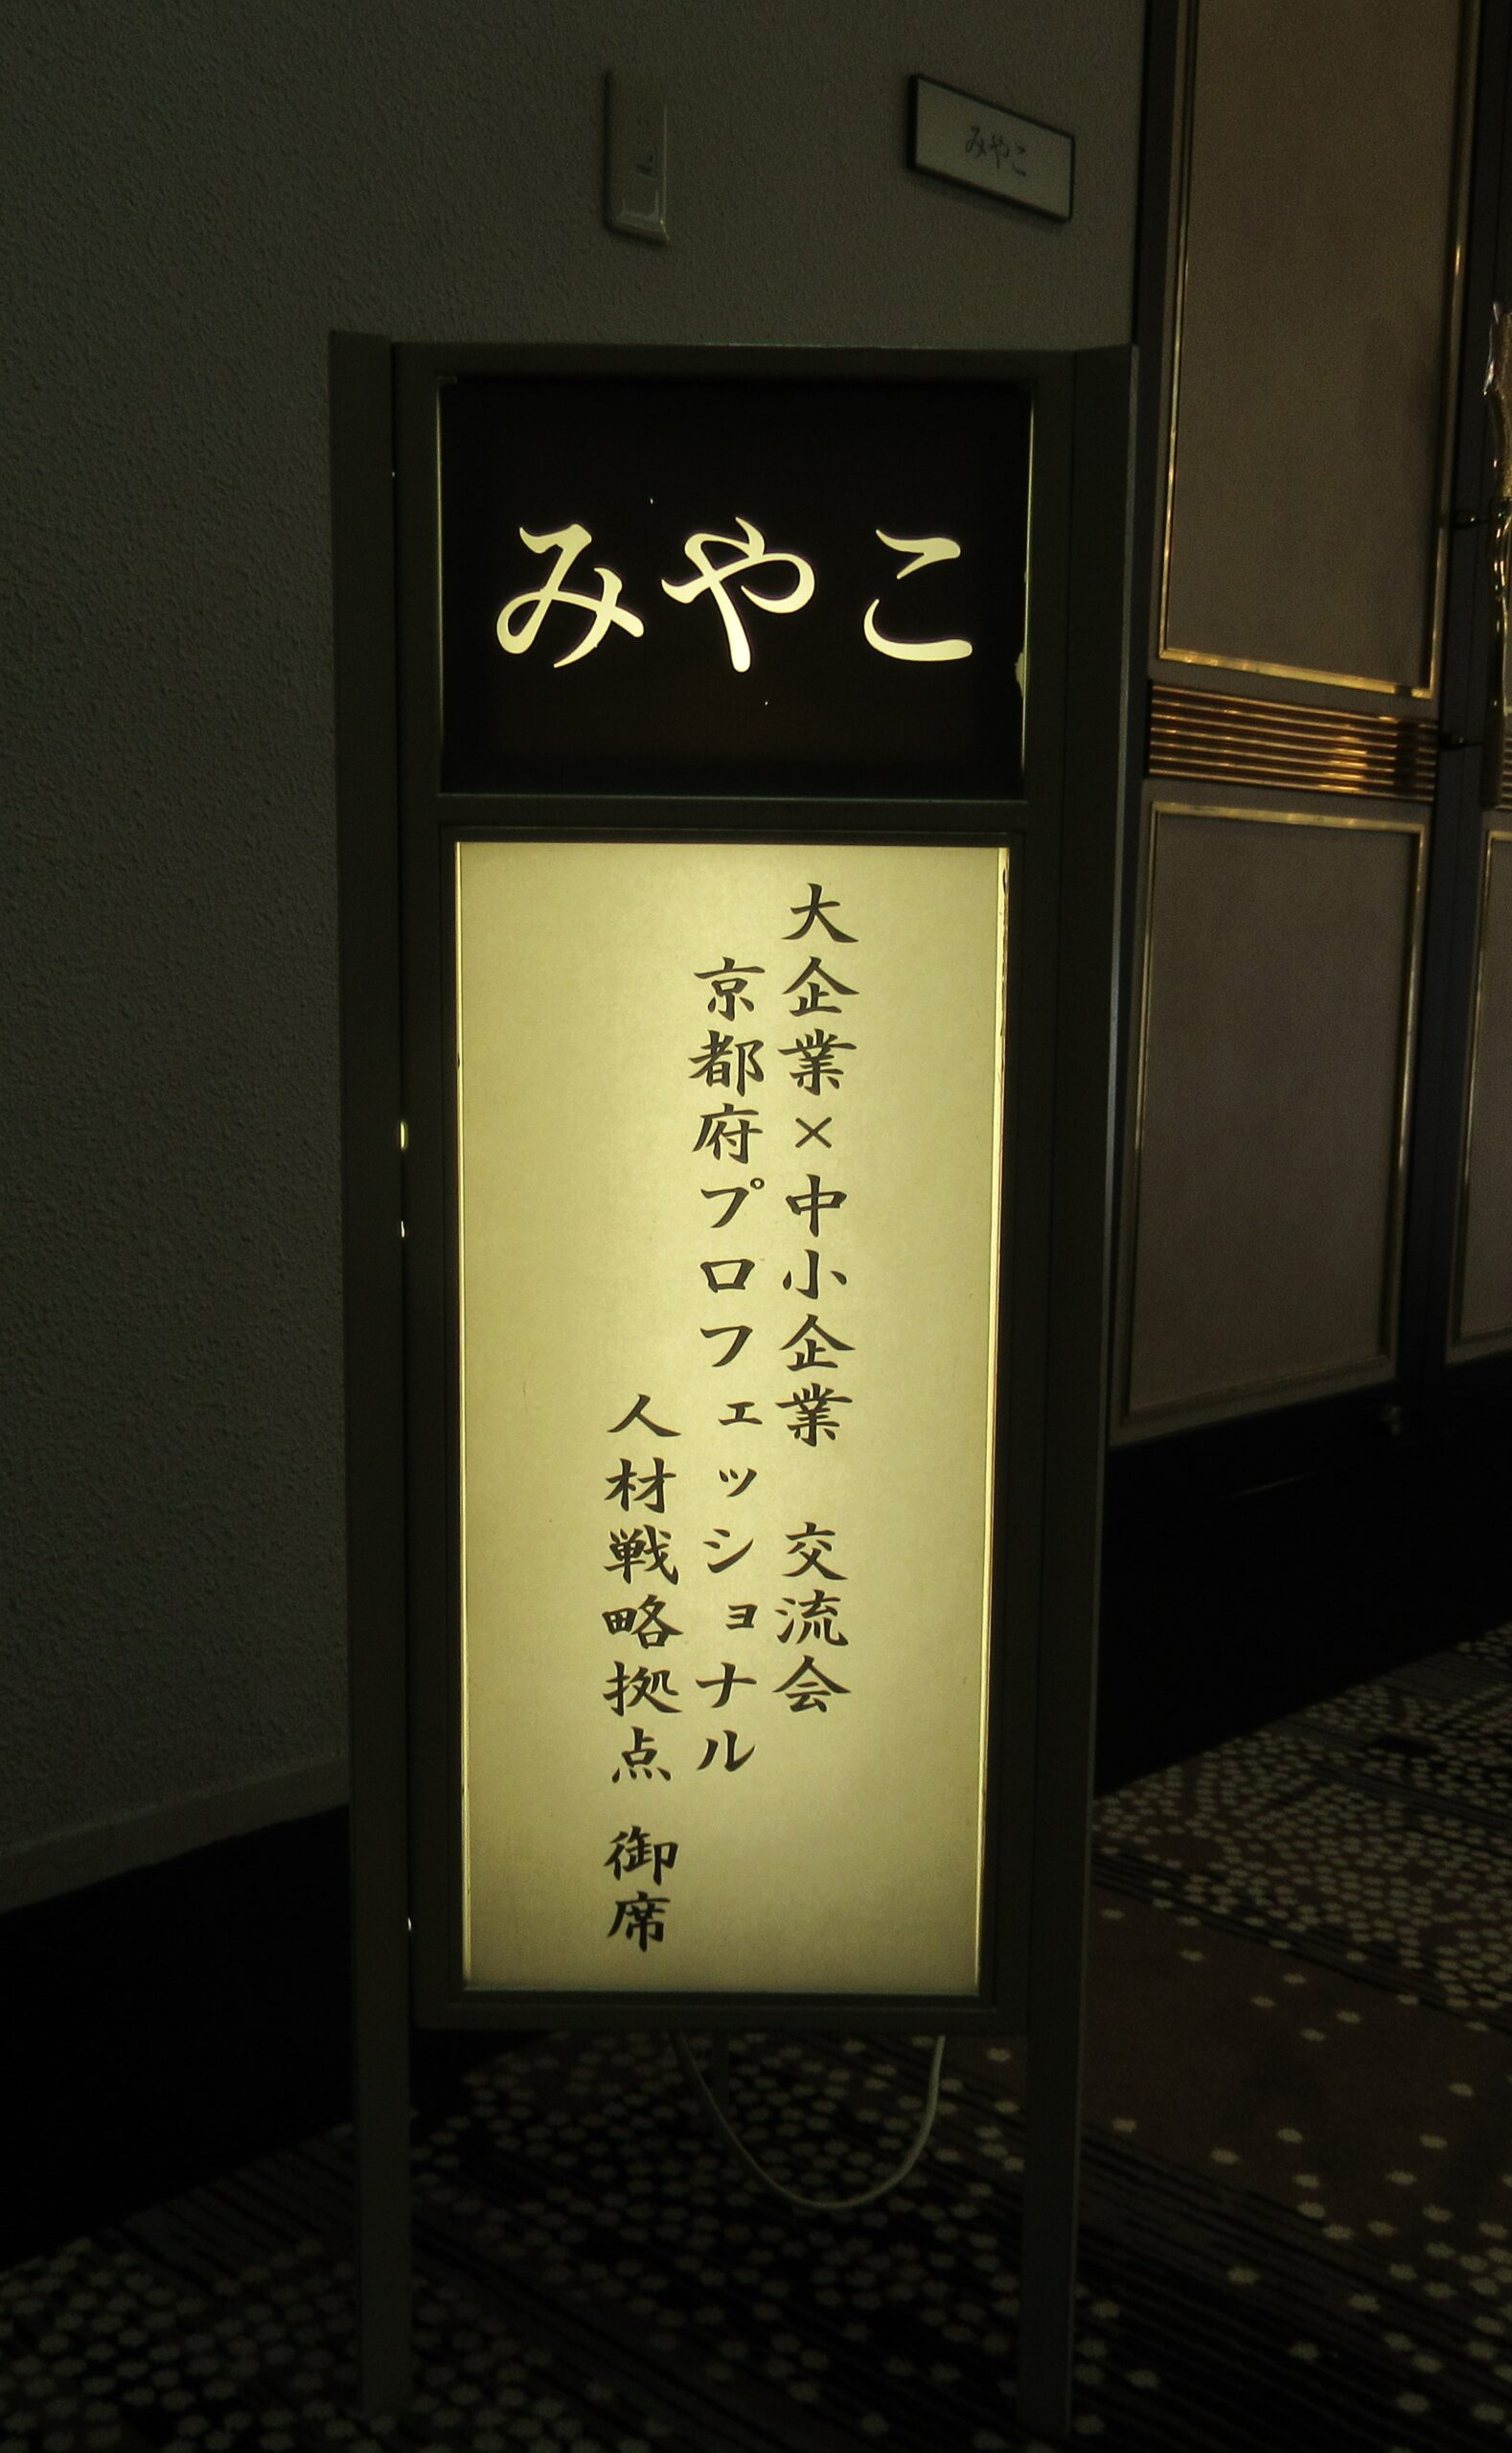 みやこ
みやこ
大企業×中小企業 交流会
京都府プロフェッショナル
人材戦略拠点 御席